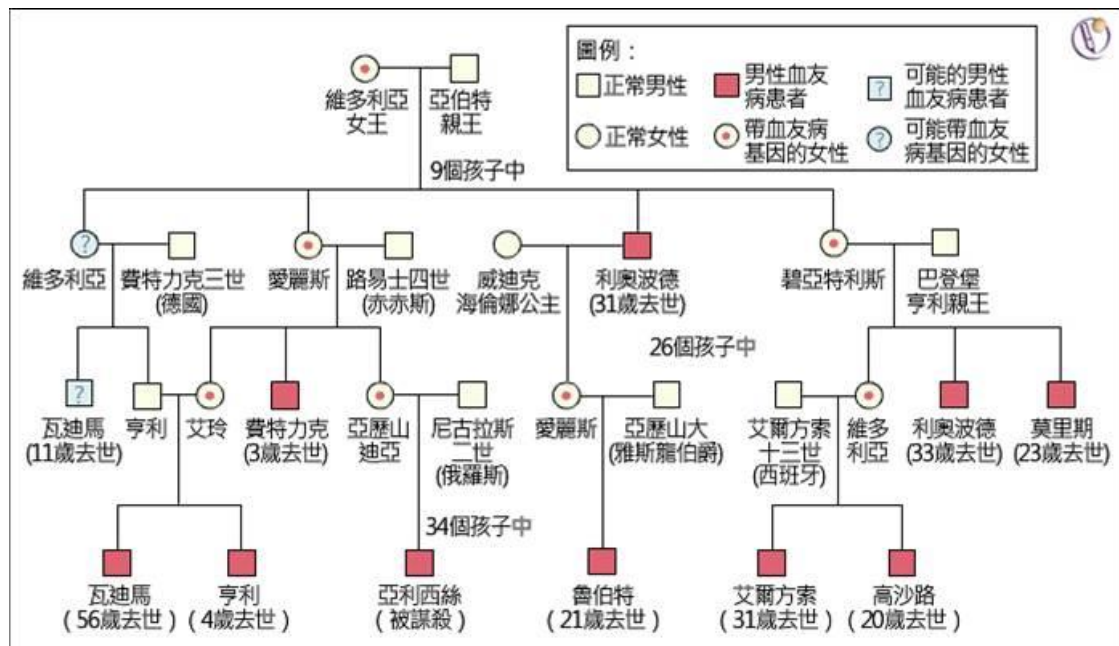 圖例：
正常男性
男性血友
病患者
?
可能的男性
血友病患者
正常女性
帶血友病
基因的女性
?
可能帶血友
病基因的女性
維多利亞
女王
亞伯特
親王
9個孩子中
?
維多利亞
費特力克三世
(德國)
愛麗斯
路易士四世
(赤赤斯)
威迪克
海倫娜公主
利奧波德
(31歲去世)
碧亞特利斯
巴登堡
亨利親王
26個孩子中
?
瓦迪馬
(11歲去世)
亨利
艾玲
費特力克
(3歲去世)
亞歷山
迪亞
尼古拉斯
二世
(俄羅斯)
愛麗斯
亞歷山大
(雅斯龍伯爵)
艾爾方索
十三世
(西班牙)
維多
利亞
利奧波德
(33歲去世)
莫里期
(23歲去世)
34個孩子中
瓦迪馬
(56歲去世)
亨利
(4歲去世)
亞利西絲
(被謀殺)
魯伯特
(21歲去世)
艾爾方索
(31歲去世)
高沙路
(20歲去世)